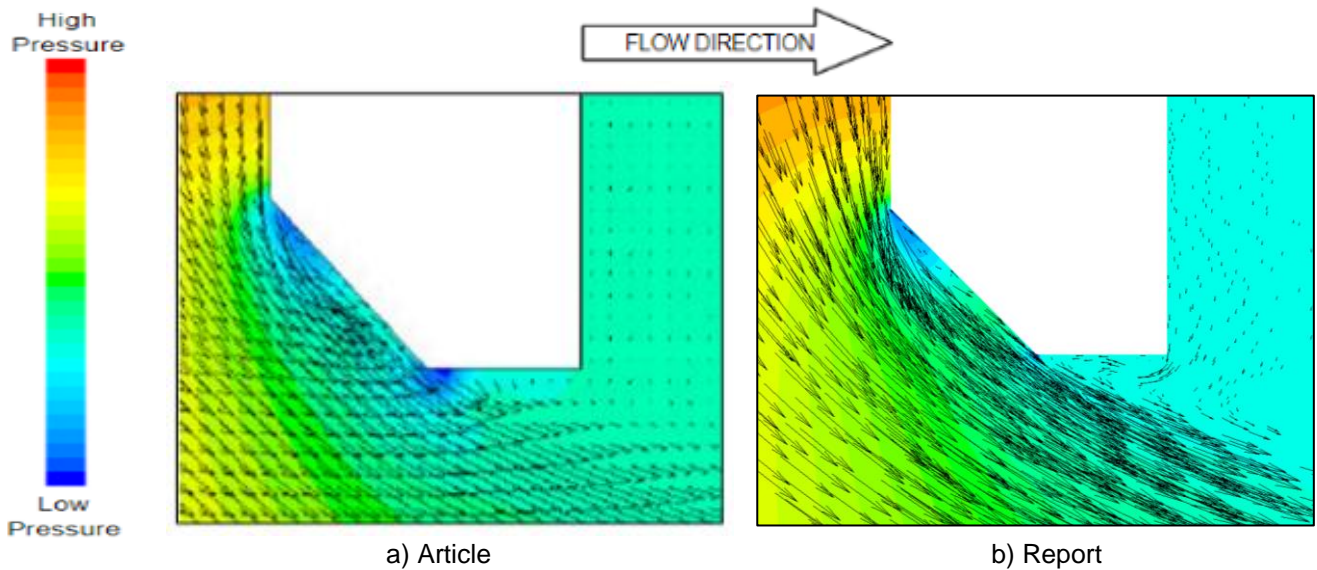 High
Pressure
FLOW DIRECTION
Low
Pressure
a) Article
b) Report